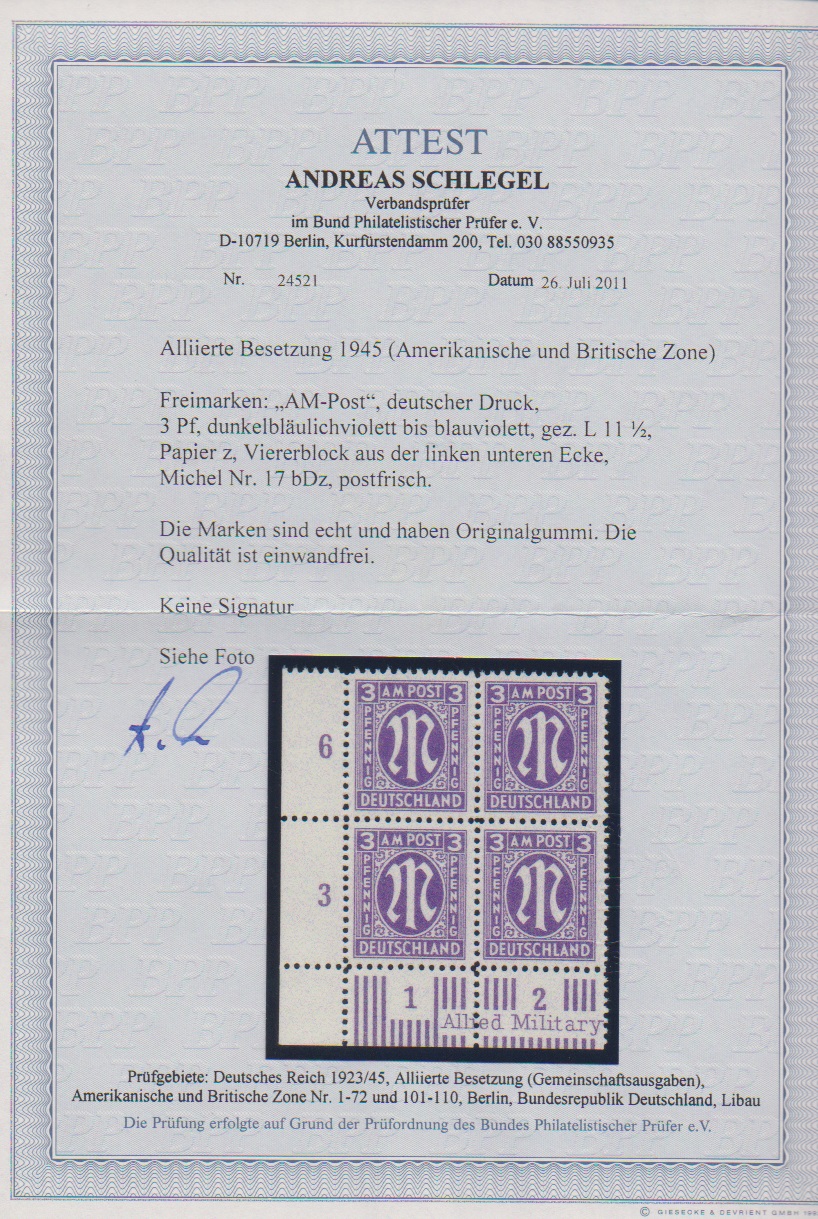 ATTEST
ANDREAS SCHLEGEL
Verbandsprüfer
im Bund Philatelistischer Prüfer e. V.
D-10719 Berlin, Kurfürstendamm 200, Tel. 030 88550935
Nr. 24521 Datum 26. Juli 2011
Alliierte Besetzung 1945 (Amerikanische und Britische Zone)
Freimarken: „AM-Post“, deutscher Druck,
3 Pf, dunkelbläulichviolett bis blauviolett, gez. L 11 ½,
Papier z, Viererblock aus der linken unteren Ecke,
Michel Nr. 17 bDz, postfrisch.
Die Marken sind echt und haben Originalgummi. Die
Qualität ist einwandfrei.
Keine Signatur
Siehe Foto
3 AM POST 3 3 AM POST 3
PFENNIG M PFENNIG PFENNIG M PFENNIG
6
DEUTSCHLAND DEUTSCHLAND
3 AM POST 3 3 AM POST 3
PFENNIG M PFENNIG PFENNIG M PFENNIG
3
DEUTSCHLAND DEUTSCHLAND
1 2
Allied Military
Prüfgebiete: Deutsches Reich 1923/45, Alliierte Besetzung (Gemeinschaftsausgaben),
Amerikanische und Britische Zone Nr. 1-72 und 101-110, Berlin, Bundesrepublik Deutschland, Libau
Die Prüfung erfolgte auf Grund der Prüfordnung des Bundes Philatelistischer Prüfer e.V.
© GIESECKE & DEVRIENT GMBH